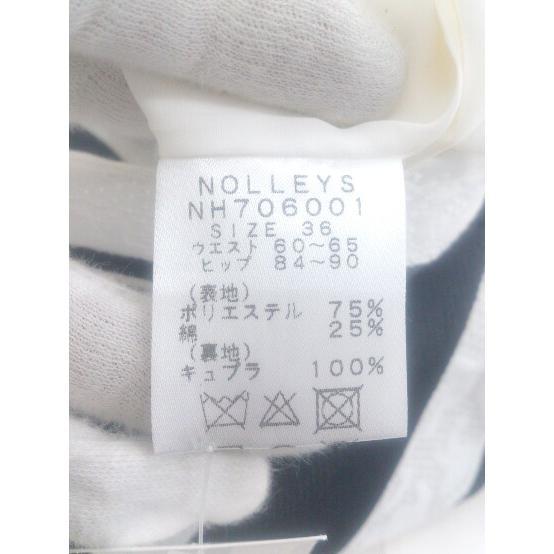 NOLLEYS
NH706001
SIZE 36
ウエスト 60~65
ヒップ 84~90
(表地)
ポリエステル 75%
綿 25%
(裏地)
キュプラ 100%